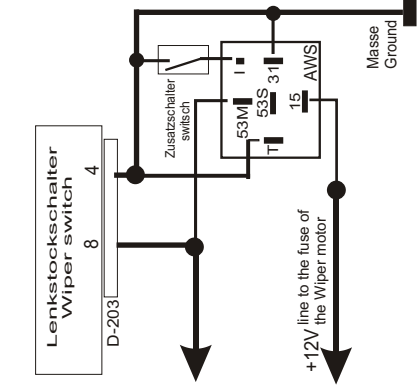 Masse
Ground
Zusatzschalter
switsch
I
31
AWS
53M
53S
15
T
Lenkstockschalter
Wiper switch
4
8
D-203
+12V line to the fuse of
the Wiper motor